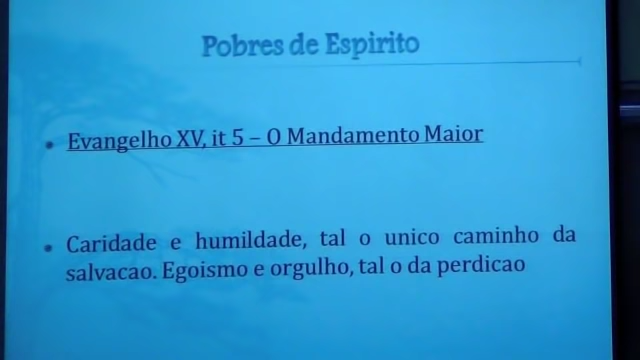 Pobres de Espirito
• Evangelho XV, it 5 – O Mandamento Maior
• Caridade e humildade, tal o unico caminho da
salvacao. Egoismo e orgulho, tal o da perdicao